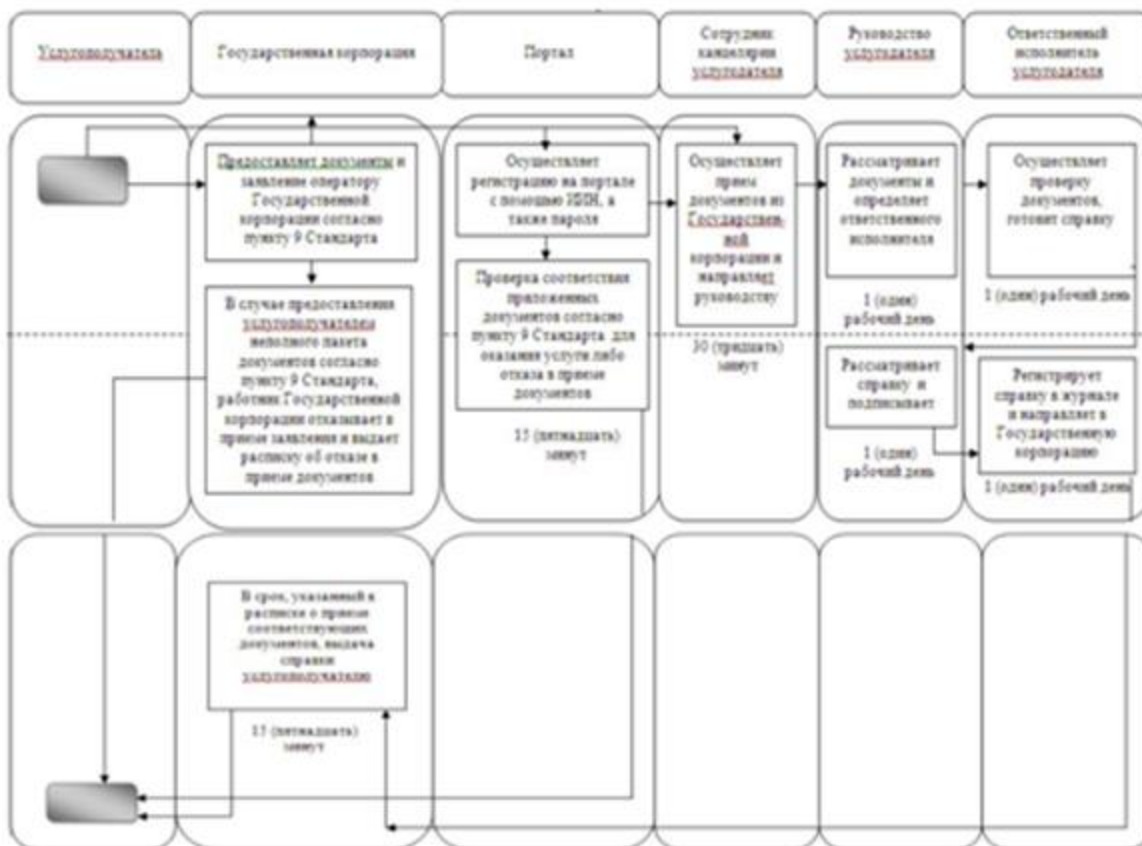 Услугополучатель
Государственная корпорация
Портал
Сотрудник
канцелярии
услугодателя
Руководство
услугодателя
Ответственный
исполнитель
услугодателя
Предоставляет документы и
заявление оператору
Государственной
корпорации согласно
пункту 9 Стандарта
В случае предоставления
услугополучателем
неполного пакета
документов согласно
пункту 9 Стандарта,
работник Государственной
корпорации отказывает в
приеме заявления и выдает
расписку об отказе в
приеме документов
Осуществляет
регистрацию на портале
с помощью ИИН, а
также пароля
Проверка соответствия
приложенных
документов согласно
пункту 9 Стандарта для
оказания услуги либо
отказа в приеме
документов
15 (пятнадцать)
минут
Осуществляет
прием
документов из
Государствен-
ной
корпорации и
направляет
руководству
30 (тридцать)
минут
Рассматривает
документы и
определяет
ответственного
исполнителя
1 (один)
рабочий день
Рассматривает
справку и
подписывает
1 (один)
рабочий день
Осуществляет
проверку
документов,
готовит справку
1 (один) рабочий день
Регистрирует
справку в журнале
и направляет в
Государственную
корпорацию
1 (один) рабочий день
В срок, указанный в
расписке о приеме
соответствующих
документов, выдача
справки
услугополучателю
15 (пятнадцать)
минут